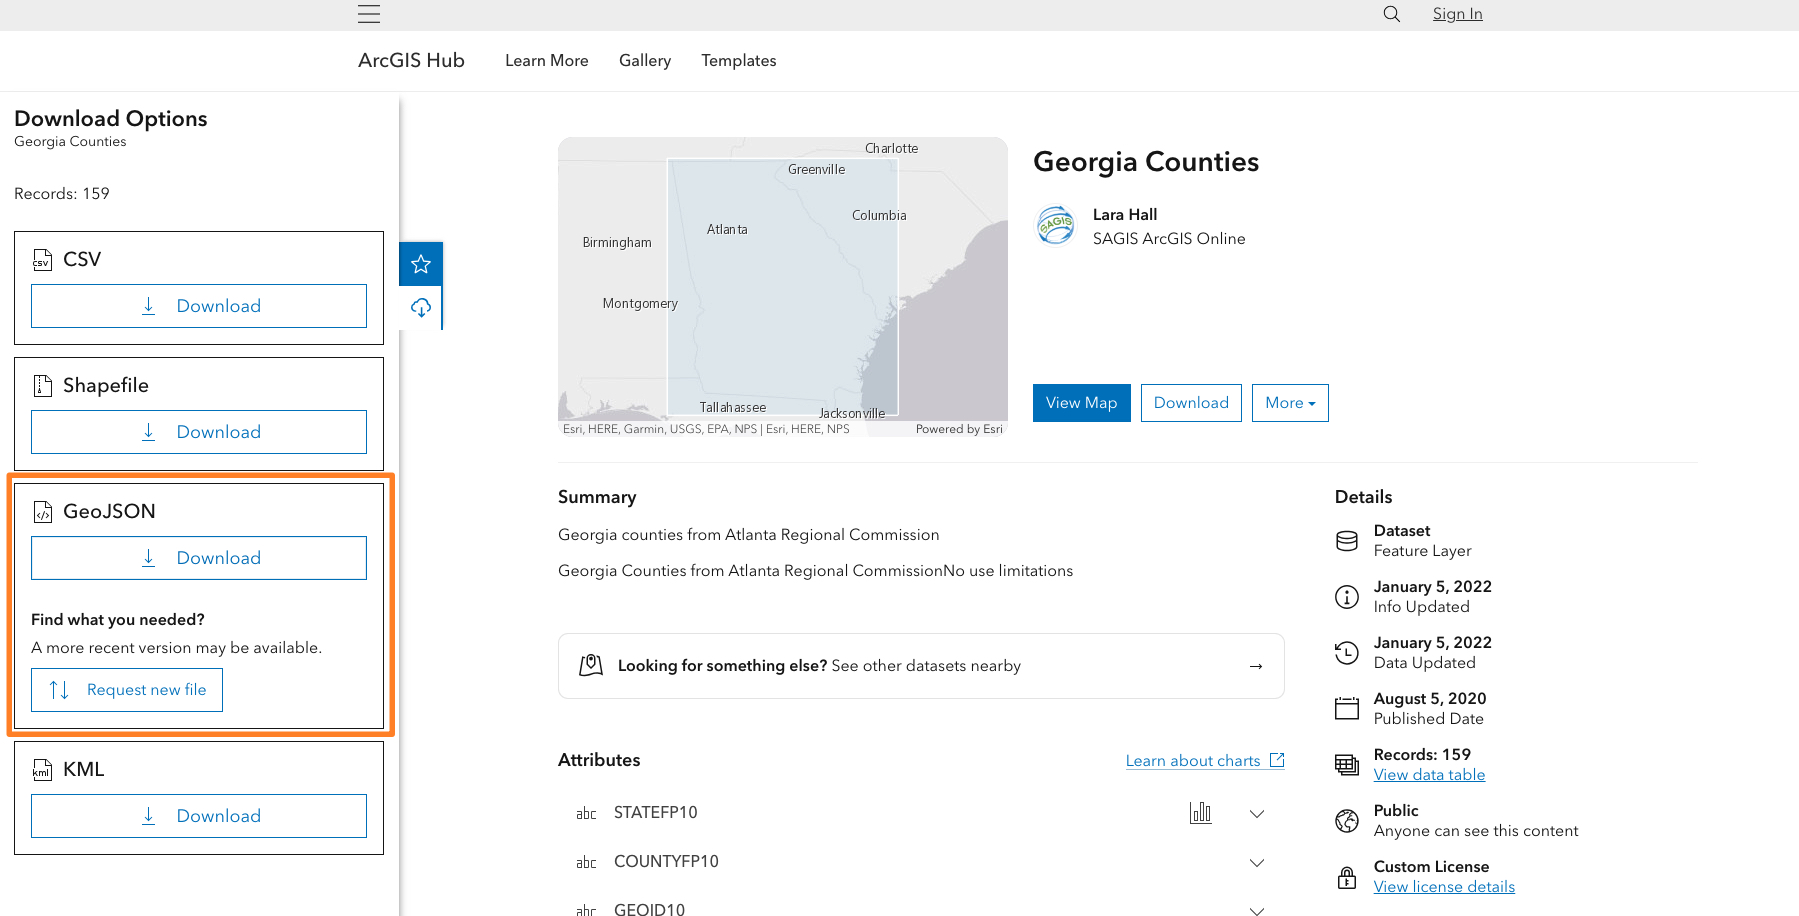 Sign In
ArcGIS Hub
Learn More
Gallery
Templates
Download Options
Georgia Counties
Records: 159
CSV
CSV
Download
Shapefile
Download
GeoJSON
Download
Find what you needed?
A more recent version may be available.
Request new file
kml
KML
Download
Charlotte
Greenville
Columbia
Atlanta
Birmingham
Montgomery
Tallahassee
Jacksonville
Esri, HERE, Garmin, USGS, EPA, NPS | Esri, HERE, NPS
Powered by Esri
Georgia Counties
SAGIS
Lara Hall
SAGIS ArcGIS Online
View Map
Download
More
Summary
Georgia counties from Atlanta Regional Commission
Georgia Counties from Atlanta Regional CommissionNo use limitations
Looking for something else? See other datasets nearby
Attributes
Learn about charts
abc STATEFP10
abc COUNTYFP10
abc GEOID10
Details
Dataset
Feature Layer
January 5, 2022
Info Updated
January 5, 2022
Data Updated
August 5, 2020
Published Date
Records: 159
View data table
Public
Anyone can see this content
Custom License
View license details